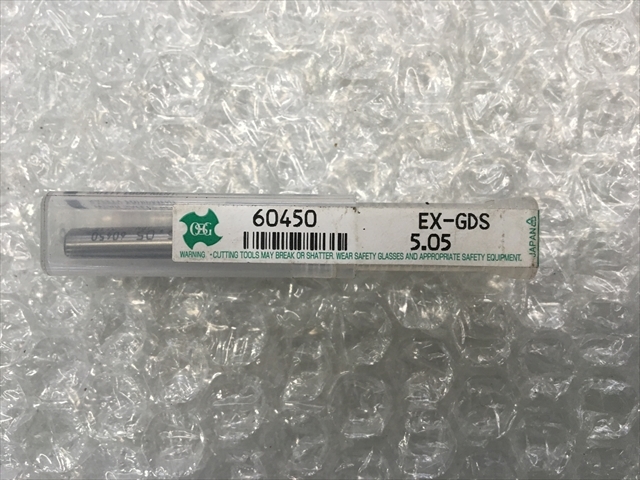 OSG
60450
EX-GDS
5.05
WARNING. •CUTTING TOOLS MAY BREAK OR SHATTER. WEAR SAFETY GLASSES AND APPROPRIATE SAFETY EQUIPMENT.
JAPAN